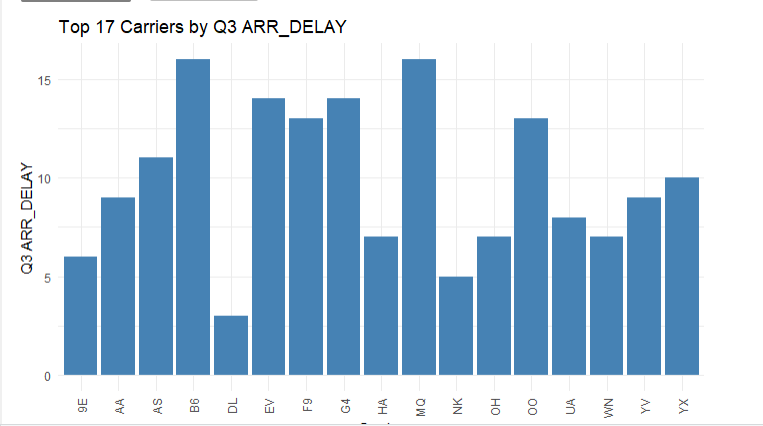 Top 17 Carriers by Q3 ARR_DELAY
Q3 ARR_DELAY
15
10
5
0
9E AA AS B6 DL EV F9 G4 HA MQ NK OH OO UA WN YV YX